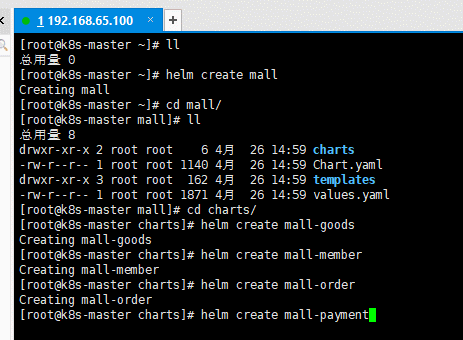 1 192.168.65.100
[root@k8s-master ~]# ll
总用量 0
[root@k8s-master ~]# helm create mall
Creating mall
[root@k8s-master ~]# cd mall/
[root@k8s-master mall]# ll
总用量 8
drwxr-xr-x 2 root root    6 4月  26 14:59 charts
-rw-r--r-- 1 root root 1140 4月  26 14:59 Chart.yaml
drwxr-xr-x 3 root root  162 4月  26 14:59 templates
-rw-r--r-- 1 root root 1871 4月  26 14:59 values.yaml
[root@k8s-master mall]# cd charts/
[root@k8s-master charts]# helm create mall-goods
Creating mall-goods
[root@k8s-master charts]# helm create mall-member
Creating mall-member
[root@k8s-master charts]# helm create mall-order
Creating mall-order
[root@k8s-master charts]# helm create mall-payment